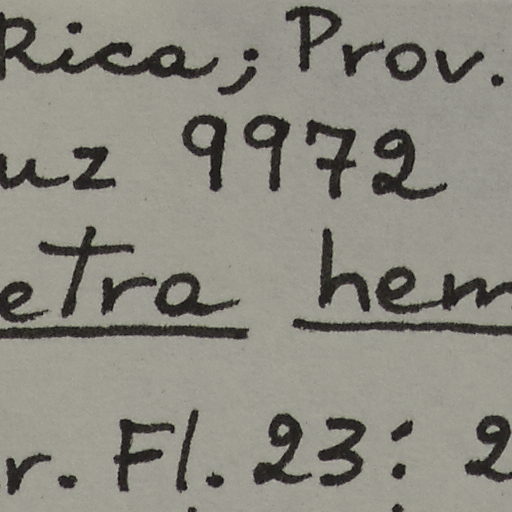 Rica; Prov.
uz 9972
etra hem
r. Fl. 23: 2